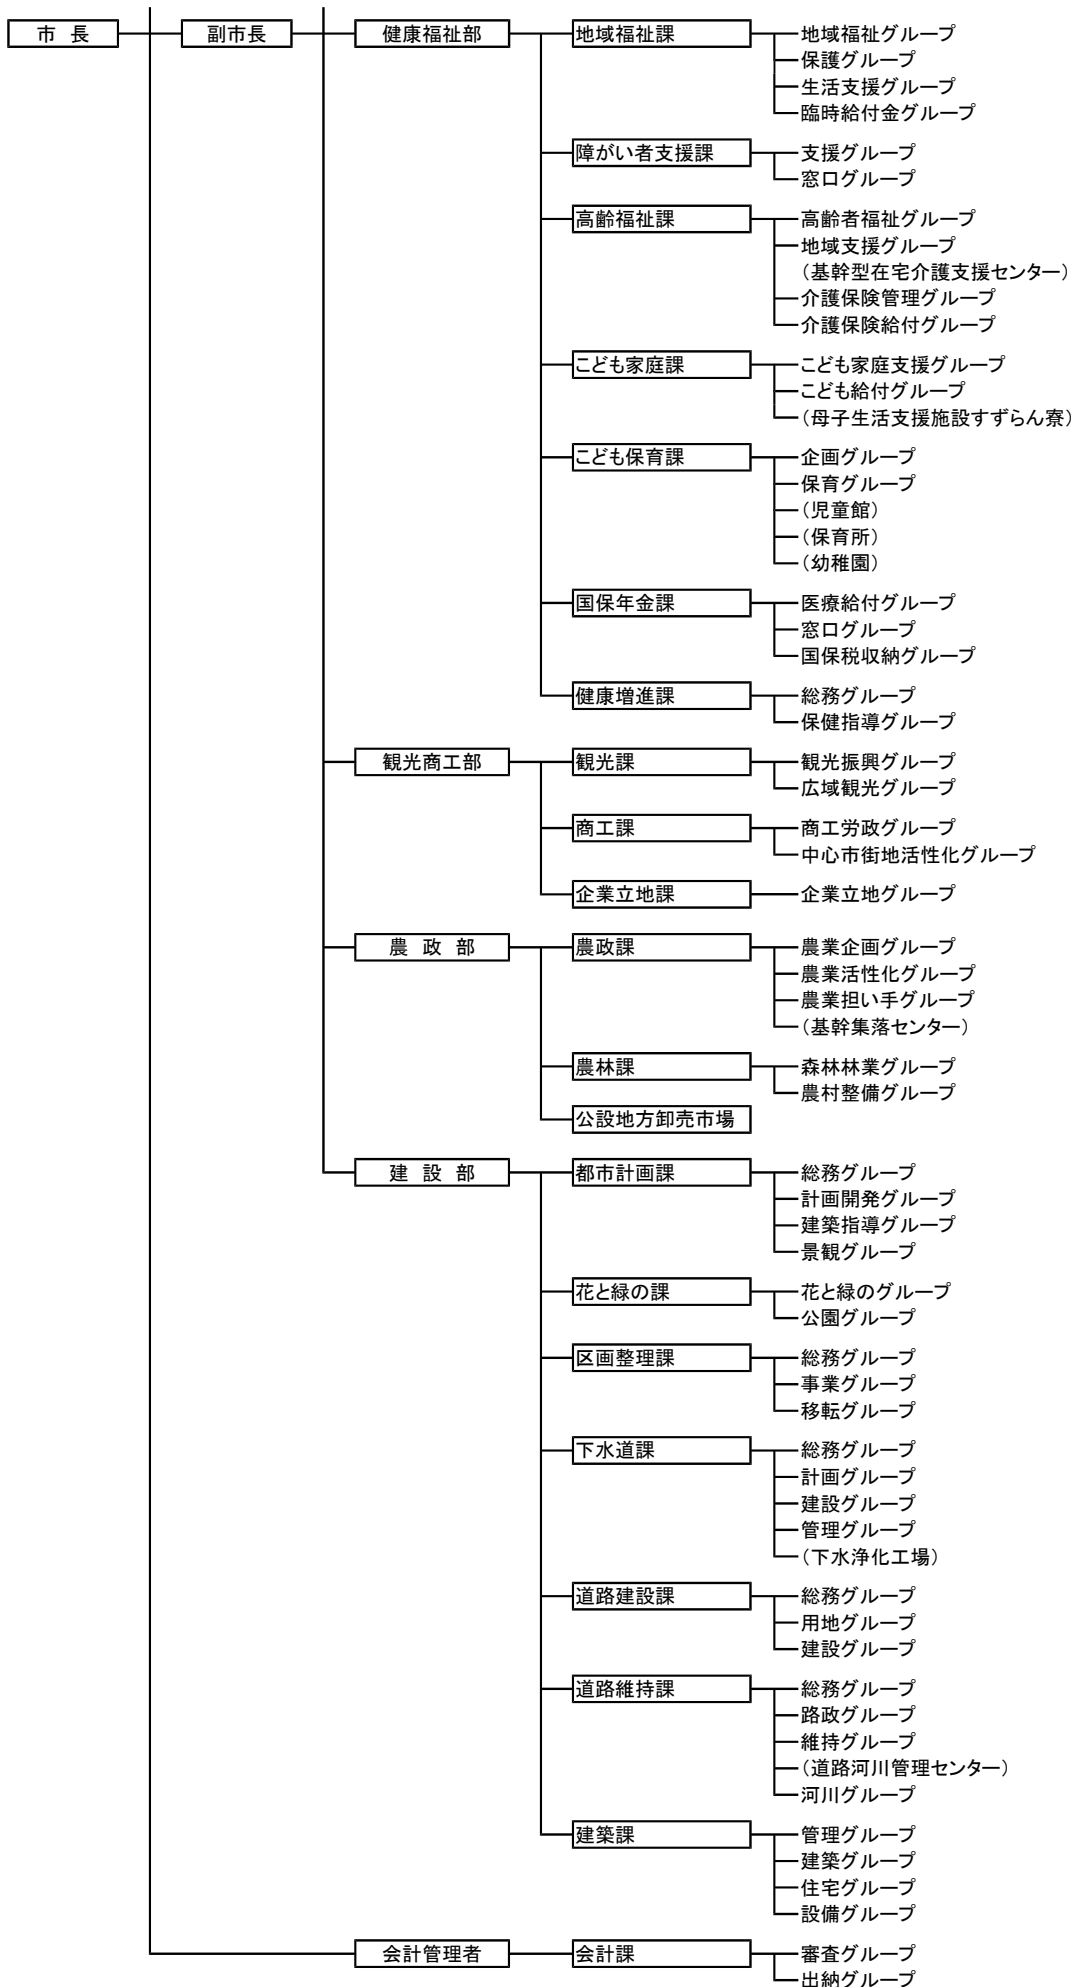 市 長 副市長 健康福祉部 地域福祉課 地域福祉グループ
保護グループ
生活支援グループ
臨時給付金グループ
障がい者支援課 支援グループ
窓口グループ
高齢福祉課 高齢者福祉グループ
地域支援グループ
(基幹型在宅介護支援センター)
介護保険管理グループ
介護保険給付グループ
こども家庭課 こども家庭支援グループ
こども給付グループ
(母子生活支援施設すずらん寮)
こども保育課 企画グループ
保育グループ
(児童館)
(保育所)
(幼稚園)
国保年金課 医療給付グループ
窓口グループ
国保税収納グループ
健康増進課 総務グループ
保健指導グループ
観光商工部 観光課 観光振興グループ
広域観光グループ
商工課 商工労政グループ
中心市街地活性化グループ
企業立地課 企業立地グループ
農 政 部 農政課 農業企画グループ
農業活性化グループ
農業担い手グループ
(基幹集落センター)
農林課 森林林業グループ
農村整備グループ
公設地方卸売市場
建 設 部 都市計画課 総務グループ
計画開発グループ
建築指導グループ
景観グループ
花と緑の課 花と緑のグループ
公園グループ
区画整理課 総務グループ
事業グループ
移転グループ
下水道課 総務グループ
計画グループ
建設グループ
管理グループ
(下水浄化工場)
道路建設課 総務グループ
用地グループ
建設グループ
道路維持課 総務グループ
路政グループ
維持グループ
(道路河川管理センター)
河川グループ
建築課 管理グループ
建築グループ
住宅グループ
設備グループ
会計管理者 会計課 審査グループ
出納グループ